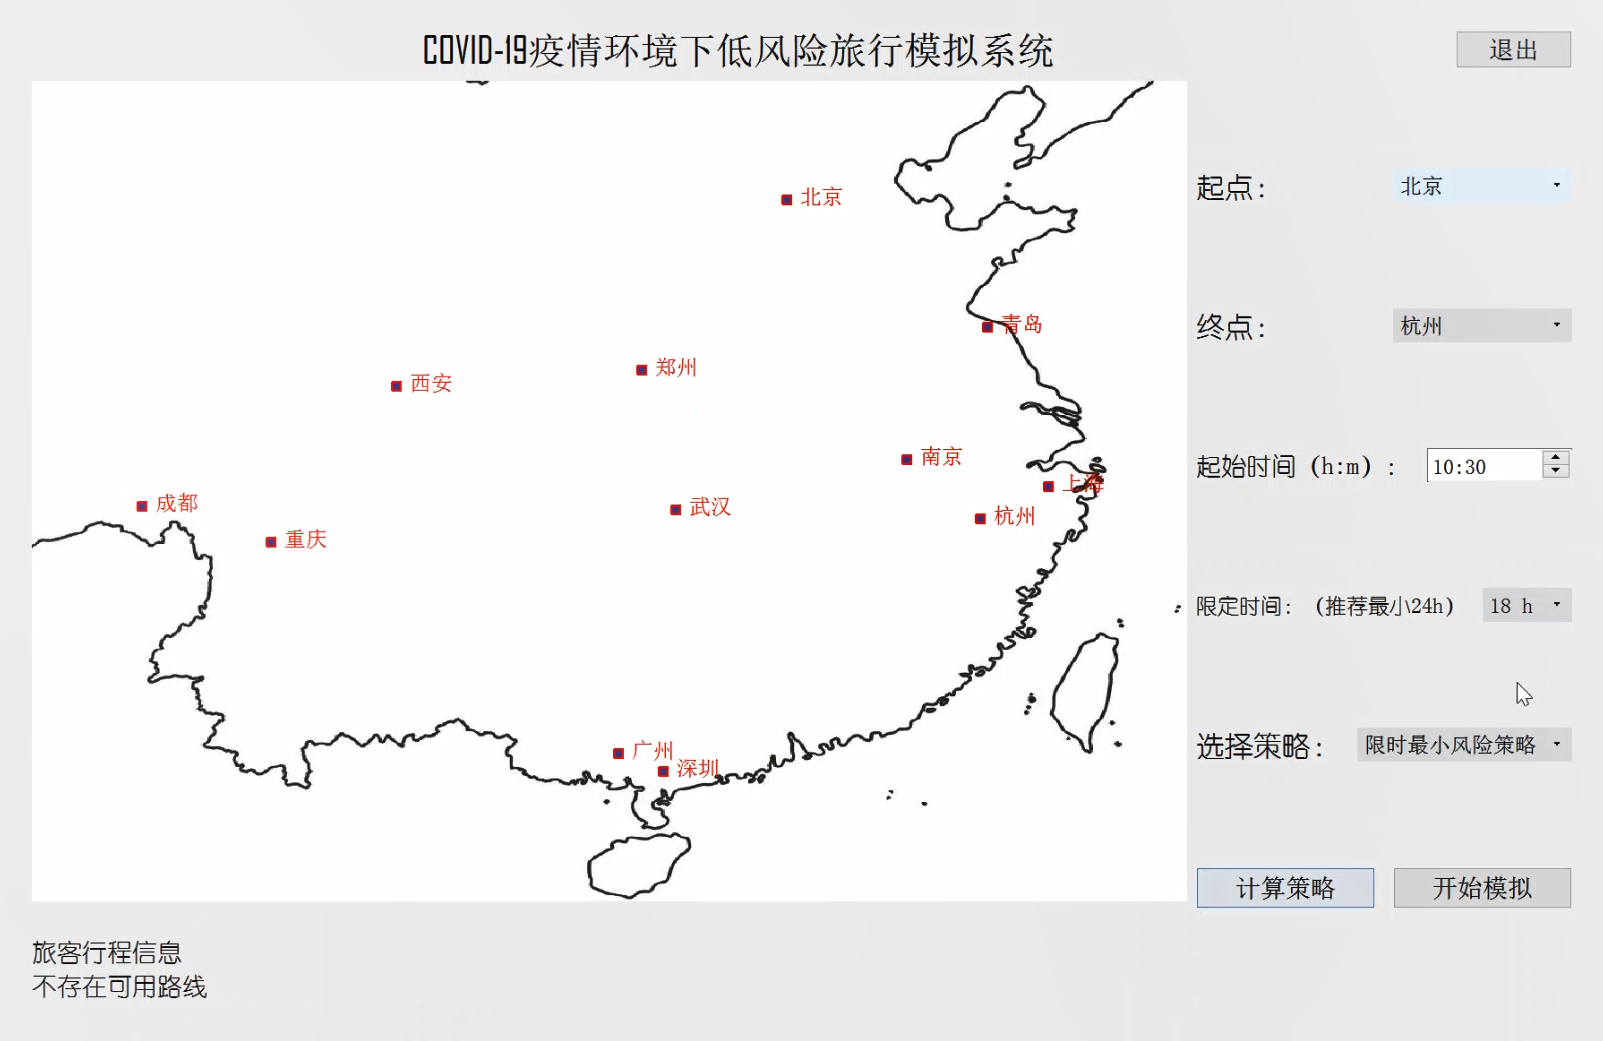 COVID-19疫情环境下低风险旅行模拟系统
退出
北京
青岛
郑州
西安
南京
上海
成都
武汉
杭州
重庆
广州
深圳
起点：
北京
终点：
杭州
起始时间（h:m）：
10:30
限定时间：（推荐最小24h）
18 h
选择策略：
限时最小风险策略
计算策略
开始模拟
旅客行程信息
不存在可用路线